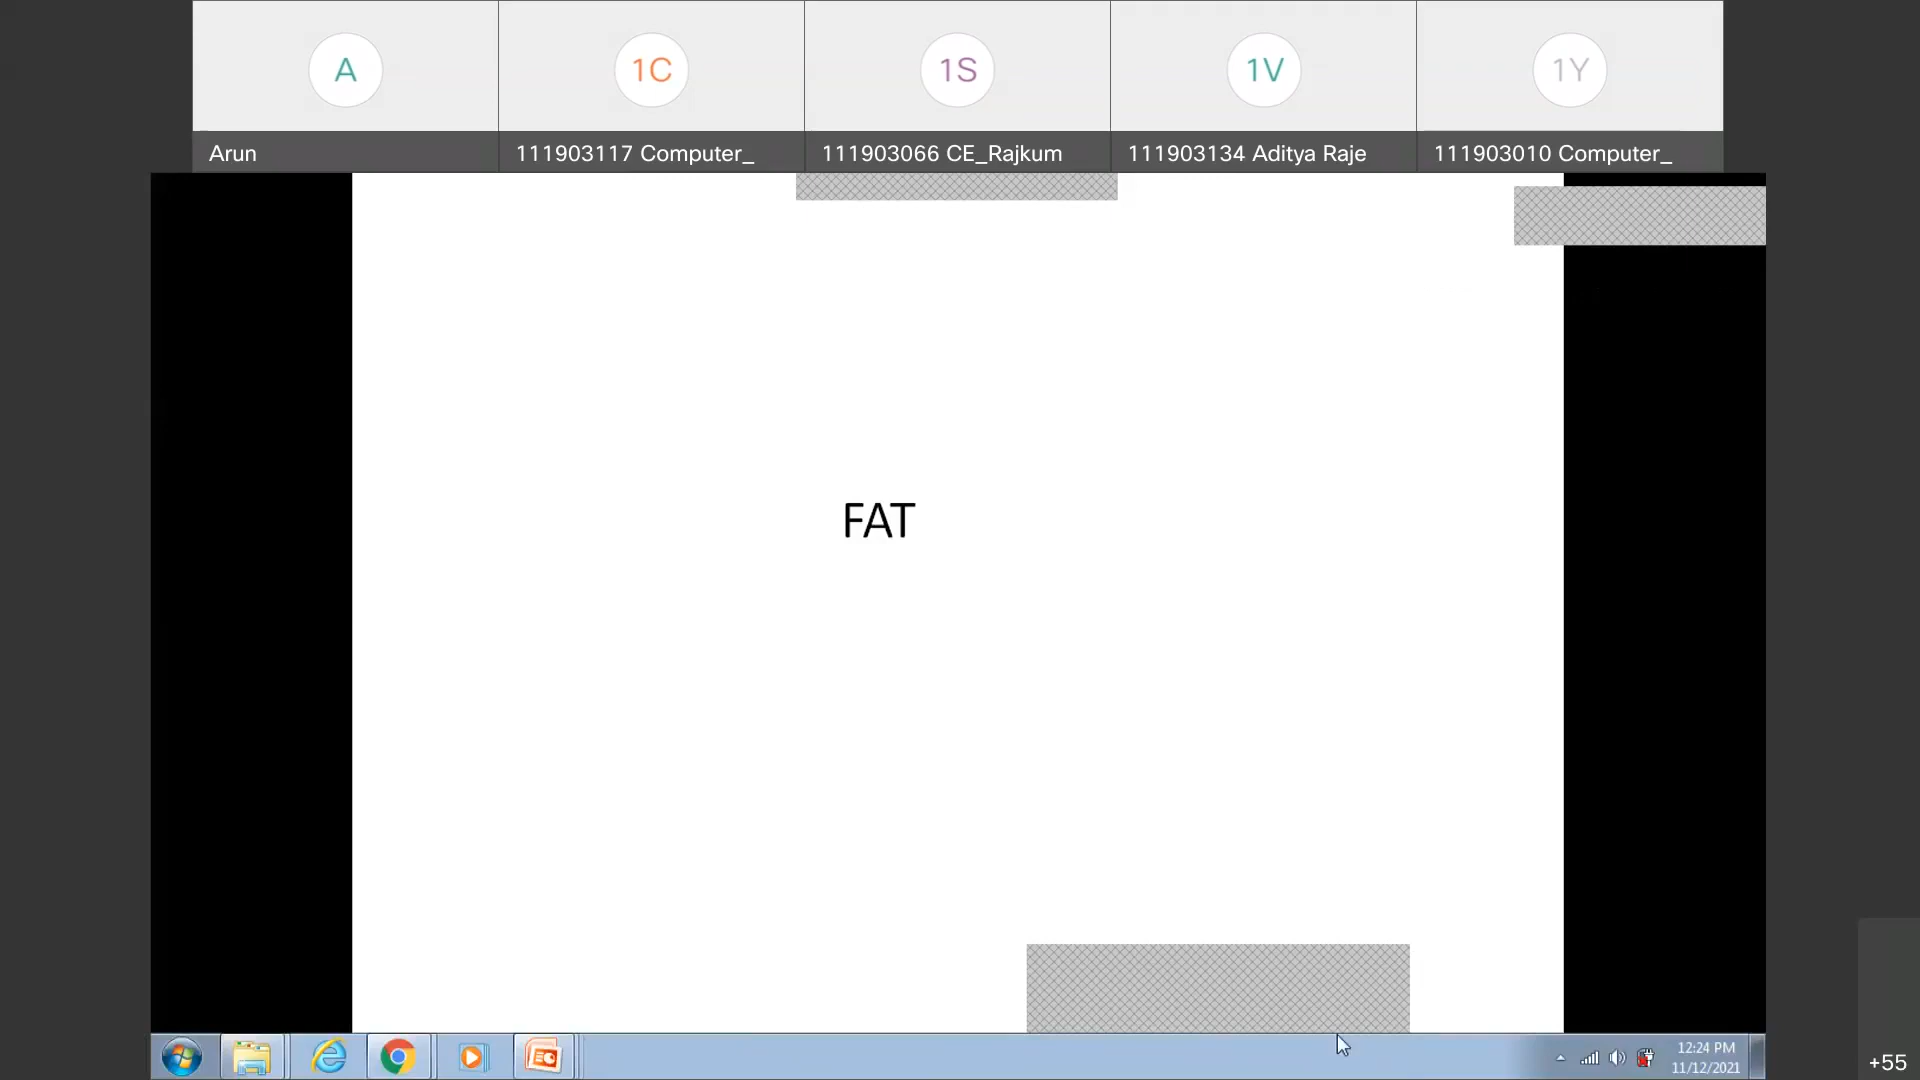 A
1C
1S
1V
1Y
Arun
111903117 Computer_
111903066 CE_Rajkum
111903134 Aditya Raje
111903010 Computer_
FAT
12:24 PM
11/12/2021
+55